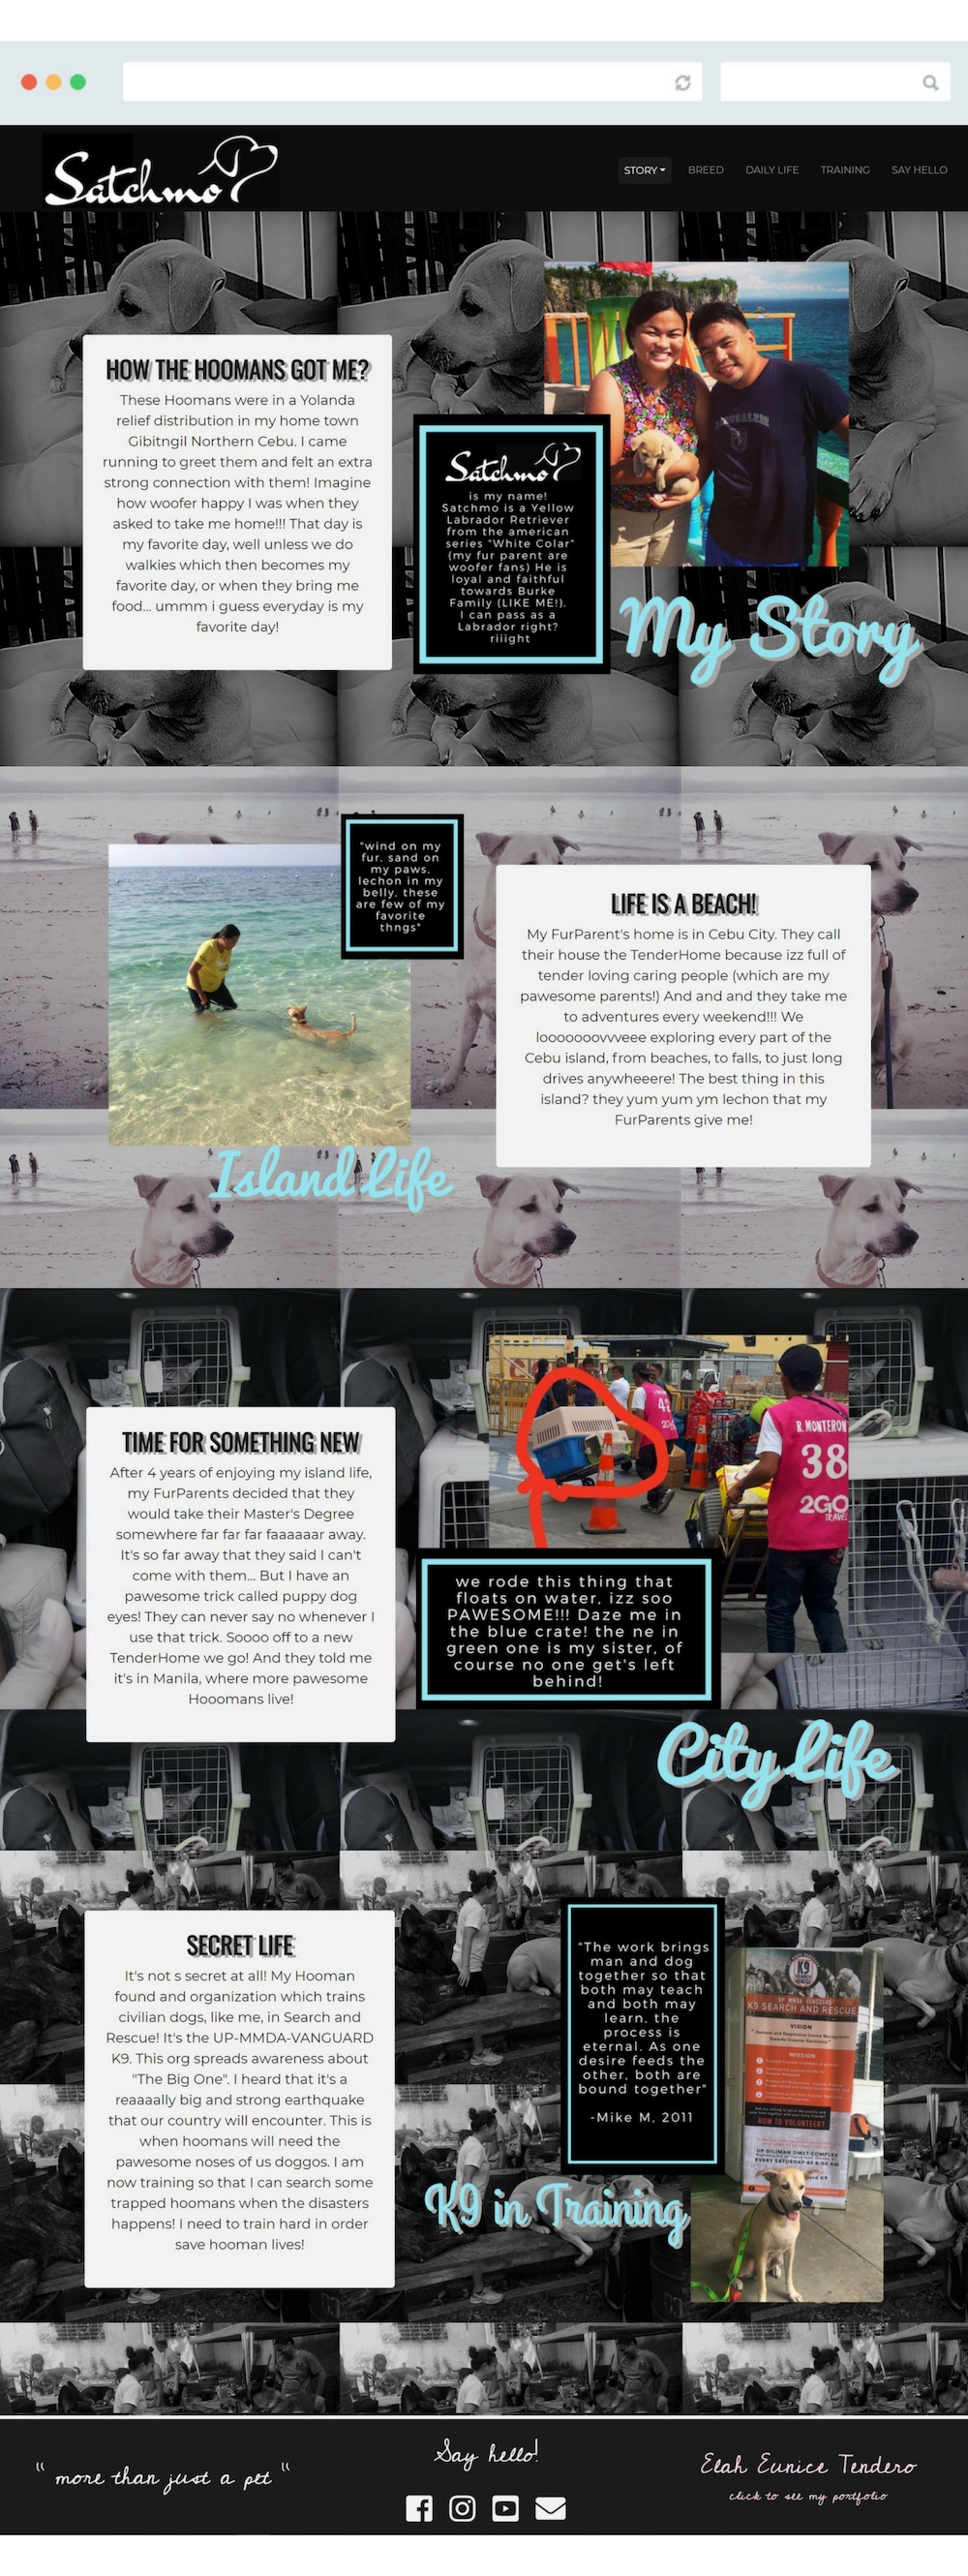 Satchmo
STORY BREED DAILY LIFE TRAINING SAY HELLO
HOW THE HOOMANS GOT ME?
These Hoomans were in a Yolanda
relief distribution in my home town
Gibitngil Northern Cebu. I came
running to greet them and felt an extra
strong connection with them! Imagine
how woofer happy I was when they
asked to take me home!!! That day is
my favorite day, well unless we do
walkies which then becomes my
favorite day, or when they bring me
food... ummm i guess everyday is my
favorite day!
Satchmo
is my name!
Satchmo is a Yellow
Labrador Retriever
from the american
series "White Colar"
(my fur parent are
woofer fans) He is
loyal and faithful
towards Burke
Family (LIKE ME!).
I can pass as a
Labrador right?
riiight
My Story
"wind on my
fur, sand on
my paws,
lechon in my
belly, these
are few of my
favorite
thngs"
Island Life
LIFE IS A BEACH!
My FurParent's home is in Cebu City. They call
their house the TenderHome because izz full of
tender loving caring people (which are my
pawesome parents!) And and and they take me
to adventures every weekend!!! We
looooooovvveee exploring every part of the
Cebu island, from beaches, to falls, to just long
drives anywheeere! The best thing in this
island? they yum yum ym lechon that my
FurParents give me!
TIME FOR SOMETHING NEW
After 4 years of enjoying my island life,
my FurParents decided that they
would take their Master's Degree
somewhere far far far faaaaaar away.
It's so far away that they said I can't
come with them... But I have an
pawesome trick called puppy dog
eyes! They can never say no whenever I
use that trick. Soooo off to a new
TenderHome we go! And they told me
it's in Manila, where more pawesome
Hooomans live!
R. MONTERON
38
2GO
TRAVEL
we rode this thing that
floats on water, izz soo
PAWESOME!!! Daze me in
the blue crate! the ne in
green one is my sister, of
course no one get's left
behind!
City Life
SECRET LIFE
It's not s secret at all! My Hooman
found and organization which trains
civilian dogs, like me, in Search and
Rescue! It's the UP-MMDA-VANGUARD
K9. This org spreads awareness about
"The Big One". I heard that it's a
reaaally big and strong earthquake
that our country will encounter. This is
when hoomans will need the
pawesome noses of us doggos. I am
now training so that I can search some
trapped hoomans when the disasters
happens! I need to train hard in order
save hooman lives!
"The work brings
man and dog
together so that
both may teach
and both may
learn. the
process is
eternal. As one
desire feeds the
other, both are
bound together"
-Mike M, 2011
K9
UP MMDA VANGUARD
K9 SEARCH AND RESCUE
VISION
MISSION
HOW TO VOLUNTEER?
UP DILIMAN DMST COMPLEX
EVERY SATURDAY AT 8:00 AM
K9 in Training
" more than just a pet "
Say hello!
Elah Eunice Tendero
click to see my portfolio